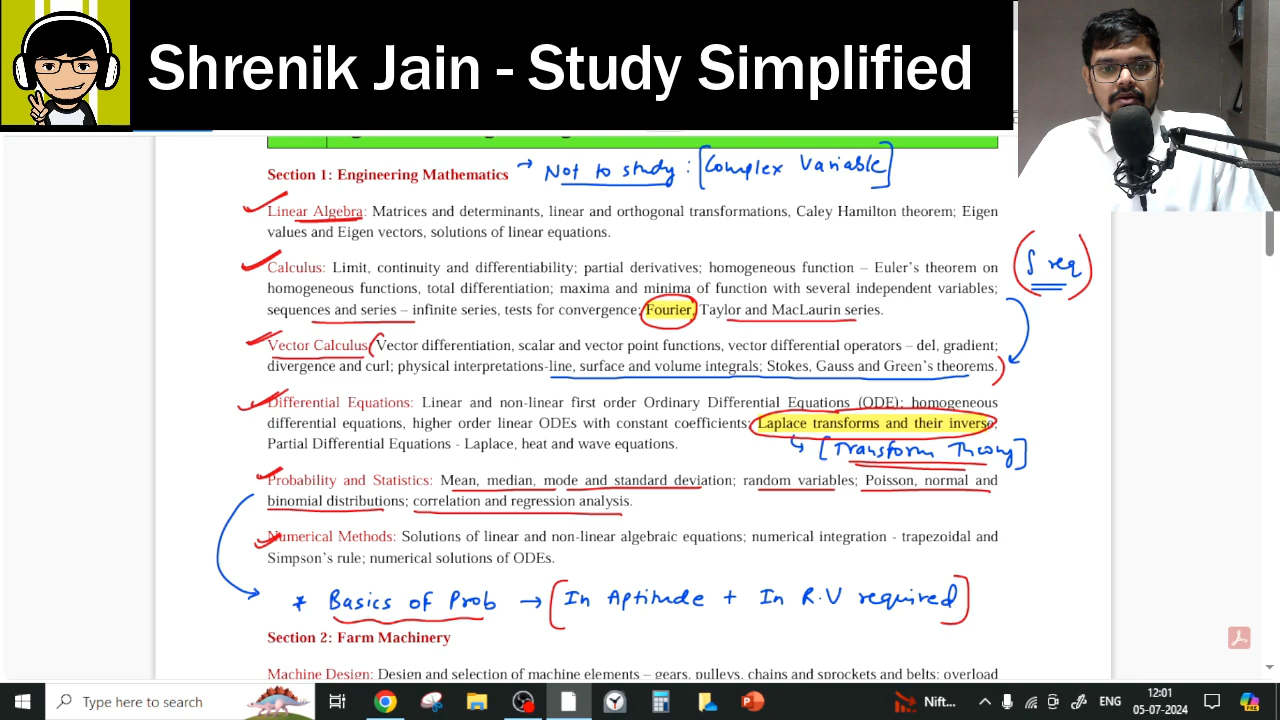 Shrenik Jain - Study Simplified
Section 1: Engineering Mathematics → Not to study : [Complex Variable]
Linear Algebra: Matrices and determinants, linear and orthogonal transformations, Caley Hamilton theorem; Eigen
values and Eigen vectors, solutions of linear equations.
Calculus: Limit, continuity and differentiability; partial derivatives; homogeneous function – Euler's theorem on
homogeneous functions, total differentiation; maxima and minima of function with several independent variables;
sequences and series – infinite series, tests for convergence; Fourier, Taylor and MacLaurin series.
(∫ req)
Vector Calculus: Vector differentiation, scalar and vector point functions, vector differential operators – del, gradient;
divergence and curl; physical interpretations-line, surface and volume integrals; Stokes, Gauss and Green's theorems.
Differential Equations: Linear and non-linear first order Ordinary Differential Equations (ODE); homogeneous
differential equations, higher order linear ODEs with constant coefficients; Laplace transforms and their inverse;
Partial Differential Equations - Laplace, heat and wave equations.
[Transform Theory]
Probability and Statistics: Mean, median, mode and standard deviation; random variables; Poisson, normal and
binomial distributions; correlation and regression analysis.
Numerical Methods: Solutions of linear and non-linear algebraic equations; numerical integration - trapezoidal and
Simpson's rule; numerical solutions of ODEs.
* Basics of Prob → [In Aptitude + In R.V required]
Section 2: Farm Machinery
Machine Design: Design and selection of machine elements – gears, pulleys, chains and sprockets and belts; overload
Type here to search
Nift...
ENG
12:01
05-07-2024